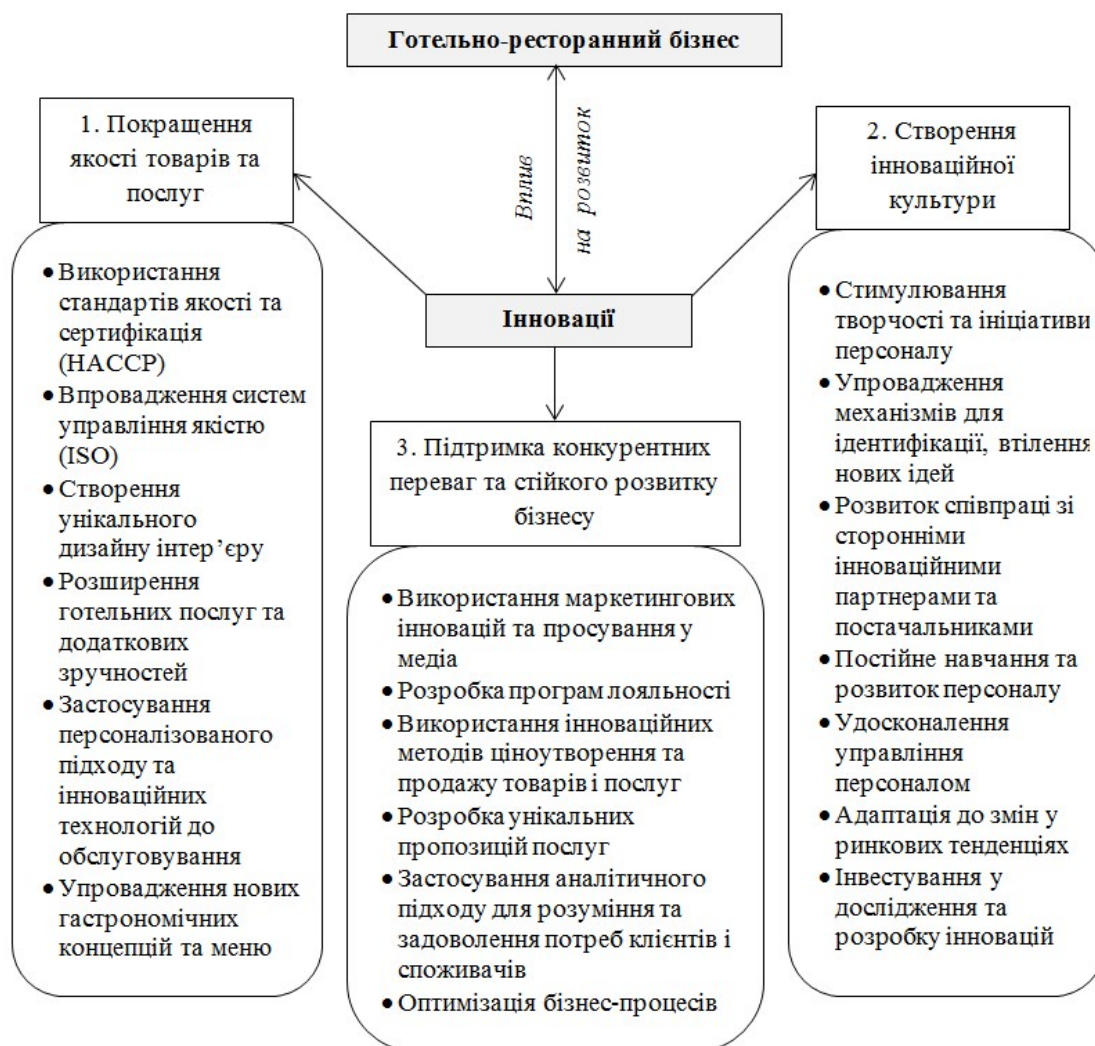 Готельно-ресторанний бізнес
Вплив
на розвиток
1. Покращення
якості товарів та
послуг
2. Створення
інноваційної
культури
Інновації
• Використання
стандартів якості та
сертифікація
(HACCP)
• Впровадження систем
управління якістю
(ISO)
• Створення
унікального
дизайну інтер’єру
• Розширення
готельних послуг та
додаткових
зручностей
• Застосування
персоналізованого
підходу та
інноваційних
технологій до
обслуговування
• Упровадження нових
гастрономічних
концепцій та меню
3. Підтримка конкурентних
переваг та стійкого розвитку
бізнесу
• Використання маркетингових
інновацій та просування у
медіа
• Розробка програм лояльності
• Використання інноваційних
методів ціноутворення та
продажу товарів і послуг
• Розробка унікальних
пропозицій послуг
• Застосування аналітичного
підходу для розуміння та
задоволення потреб клієнтів і
споживачів
• Оптимізація бізнес-процесів
• Стимулювання
творчості та ініціативи
персоналу
• Упровадження
механізмів для
ідентифікації, втілення
нових ідей
• Розвиток співпраці зі
сторонніми
інноваційними
партнерами та
постачальниками
• Постійне навчання та
розвиток персоналу
• Удосконалення
управління
персоналом
• Адаптація до змін у
ринкових тенденціях
• Інвестування у
дослідження та
розробку інновацій